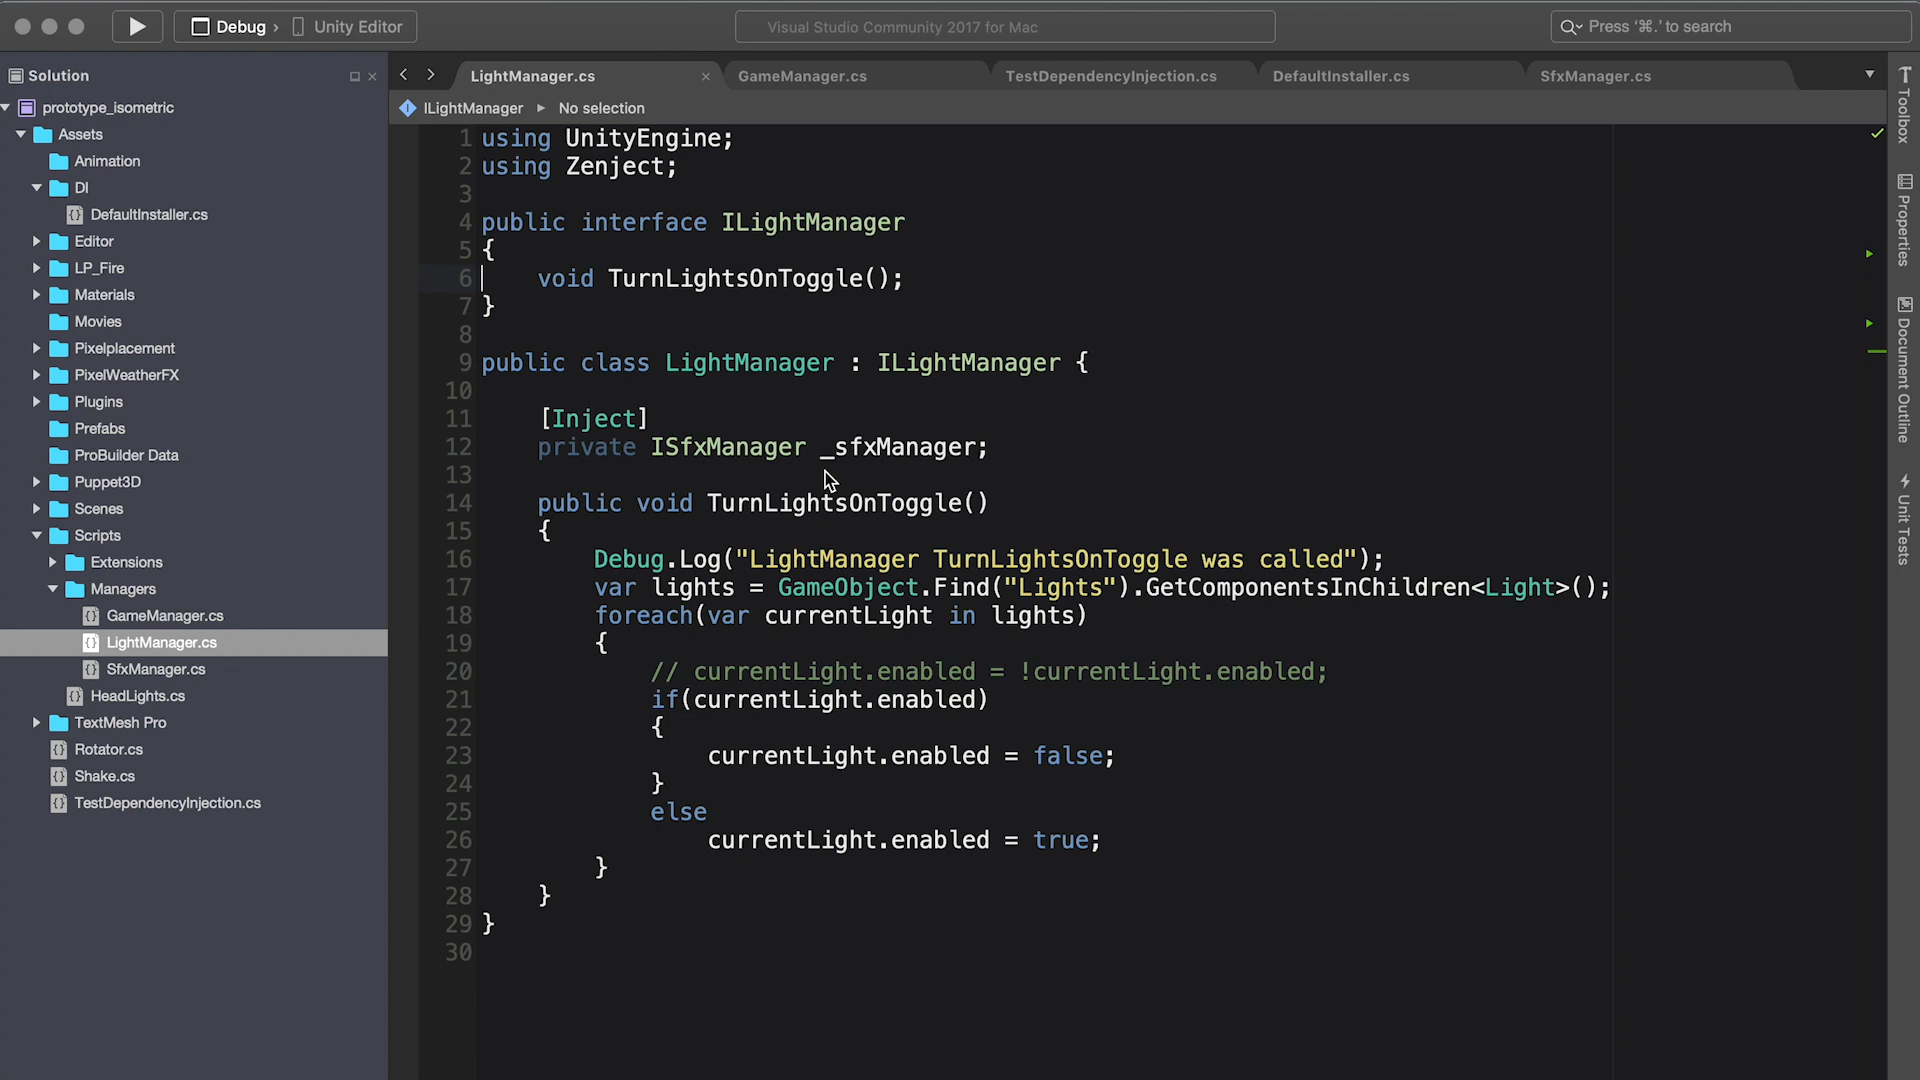 Debug › Unity Editor
Visual Studio Community 2017 for Mac
Press ‘⌘.’ to search
Solution
prototype_isometric
Assets
Animation
DI
DefaultInstaller.cs
Editor
LP_Fire
Materials
Movies
Pixelplacement
PixelWeatherFX
Plugins
Prefabs
ProBuilder Data
Puppet3D
Scenes
Scripts
Extensions
Managers
GameManager.cs
LightManager.cs
SfxManager.cs
HeadLights.cs
TextMesh Pro
Rotator.cs
Shake.cs
TestDependencyInjection.cs
LightManager.cs × GameManager.cs TestDependencyInjection.cs DefaultInstaller.cs SfxManager.cs
ILightManager ▸ No selection
1 using UnityEngine;
2 using Zenject;
3
4 public interface ILightManager
5 {
6     void TurnLightsOnToggle();
7 }
8
9 public class LightManager : ILightManager {
10
11     [Inject]
12     private ISfxManager _sfxManager;
13
14     public void TurnLightsOnToggle()
15     {
16         Debug.Log("LightManager TurnLightsOnToggle was called");
17         var lights = GameObject.Find("Lights").GetComponentsInChildren<Light>();
18         foreach(var currentLight in lights)
19         {
20             // currentLight.enabled = !currentLight.enabled;
21             if(currentLight.enabled)
22             {
23                 currentLight.enabled = false;
24             }
25             else
26                 currentLight.enabled = true;
27         }
28     }
29 }
30
Toolbox
Properties
Document Outline
Unit Tests